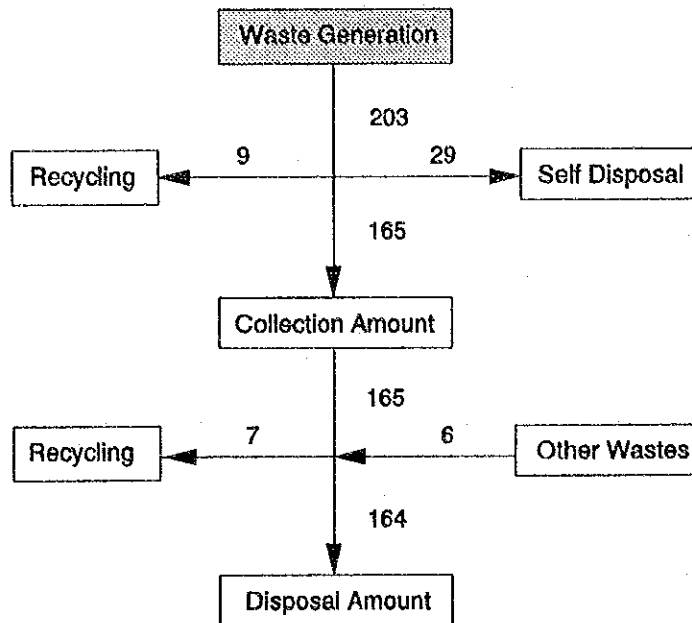 Waste Generation
203
9
29
Recycling
Self Disposal
165
Collection Amount
165
7
6
Recycling
Other Wastes
164
Disposal Amount